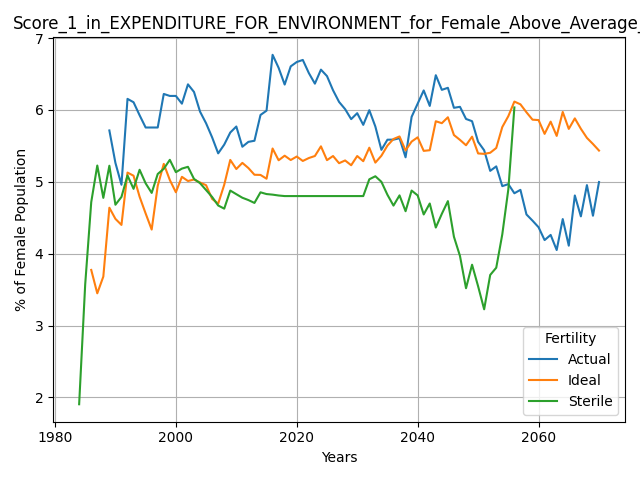 Score_1_in_EXPENDITURE_FOR_ENVIRONMENT_for_Female_Above_Average_
7
6
5
4
3
2
% of Female Population
1980
2000
2020
2040
2060
Years
Fertility
Actual
Ideal
Sterile